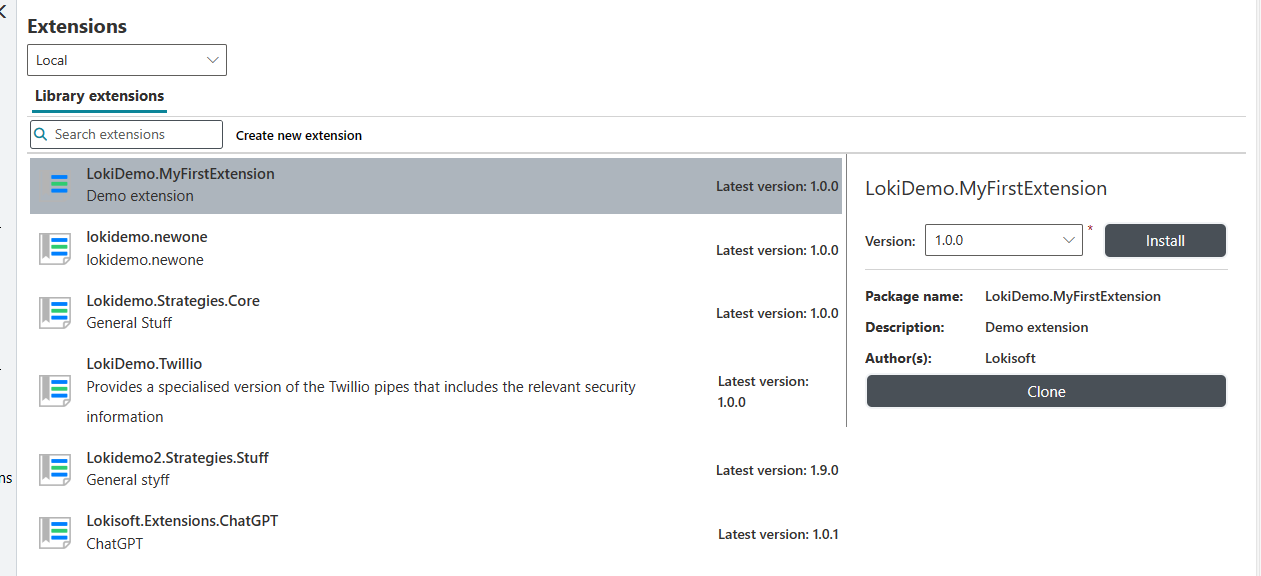 Extensions
Local
Library extensions
Search extensions
Create new extension
LokiDemo.MyFirstExtension
Demo extension
Latest version: 1.0.0
lokidemo.newone
lokidemo.newone
Latest version: 1.0.0
Lokidemo.Strategies.Core
General Stuff
Latest version: 1.0.0
LokiDemo.Twillio
Provides a specialised version of the Twillio pipes that includes the relevant security
information
Latest version:
1.0.0
Lokidemo2.Strategies.Stuff
General styff
Latest version: 1.9.0
Lokisoft.Extensions.ChatGPT
ChatGPT
Latest version: 1.0.1
LokiDemo.MyFirstExtension
Version: 1.0.0 * Install
Package name: LokiDemo.MyFirstExtension
Description: Demo extension
Author(s): Lokisoft
Clone
ns